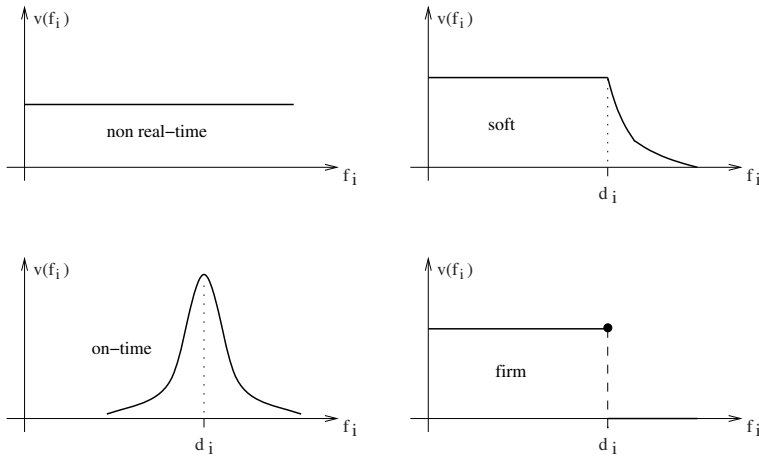 v(f_i)
non real-time
f_i
v(f_i)
soft
f_i
d_i
v(f_i)
on-time
f_i
d_i
v(f_i)
firm
f_i
d_i